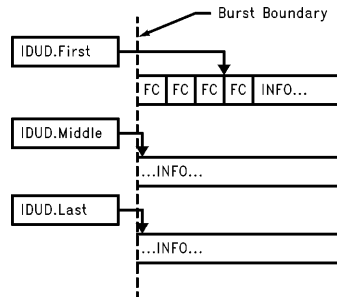 Burst Boundary
IDUD.First
FC FC FC FC INFO...
IDUD.Middle
...INFO...
IDUD.Last
...INFO...